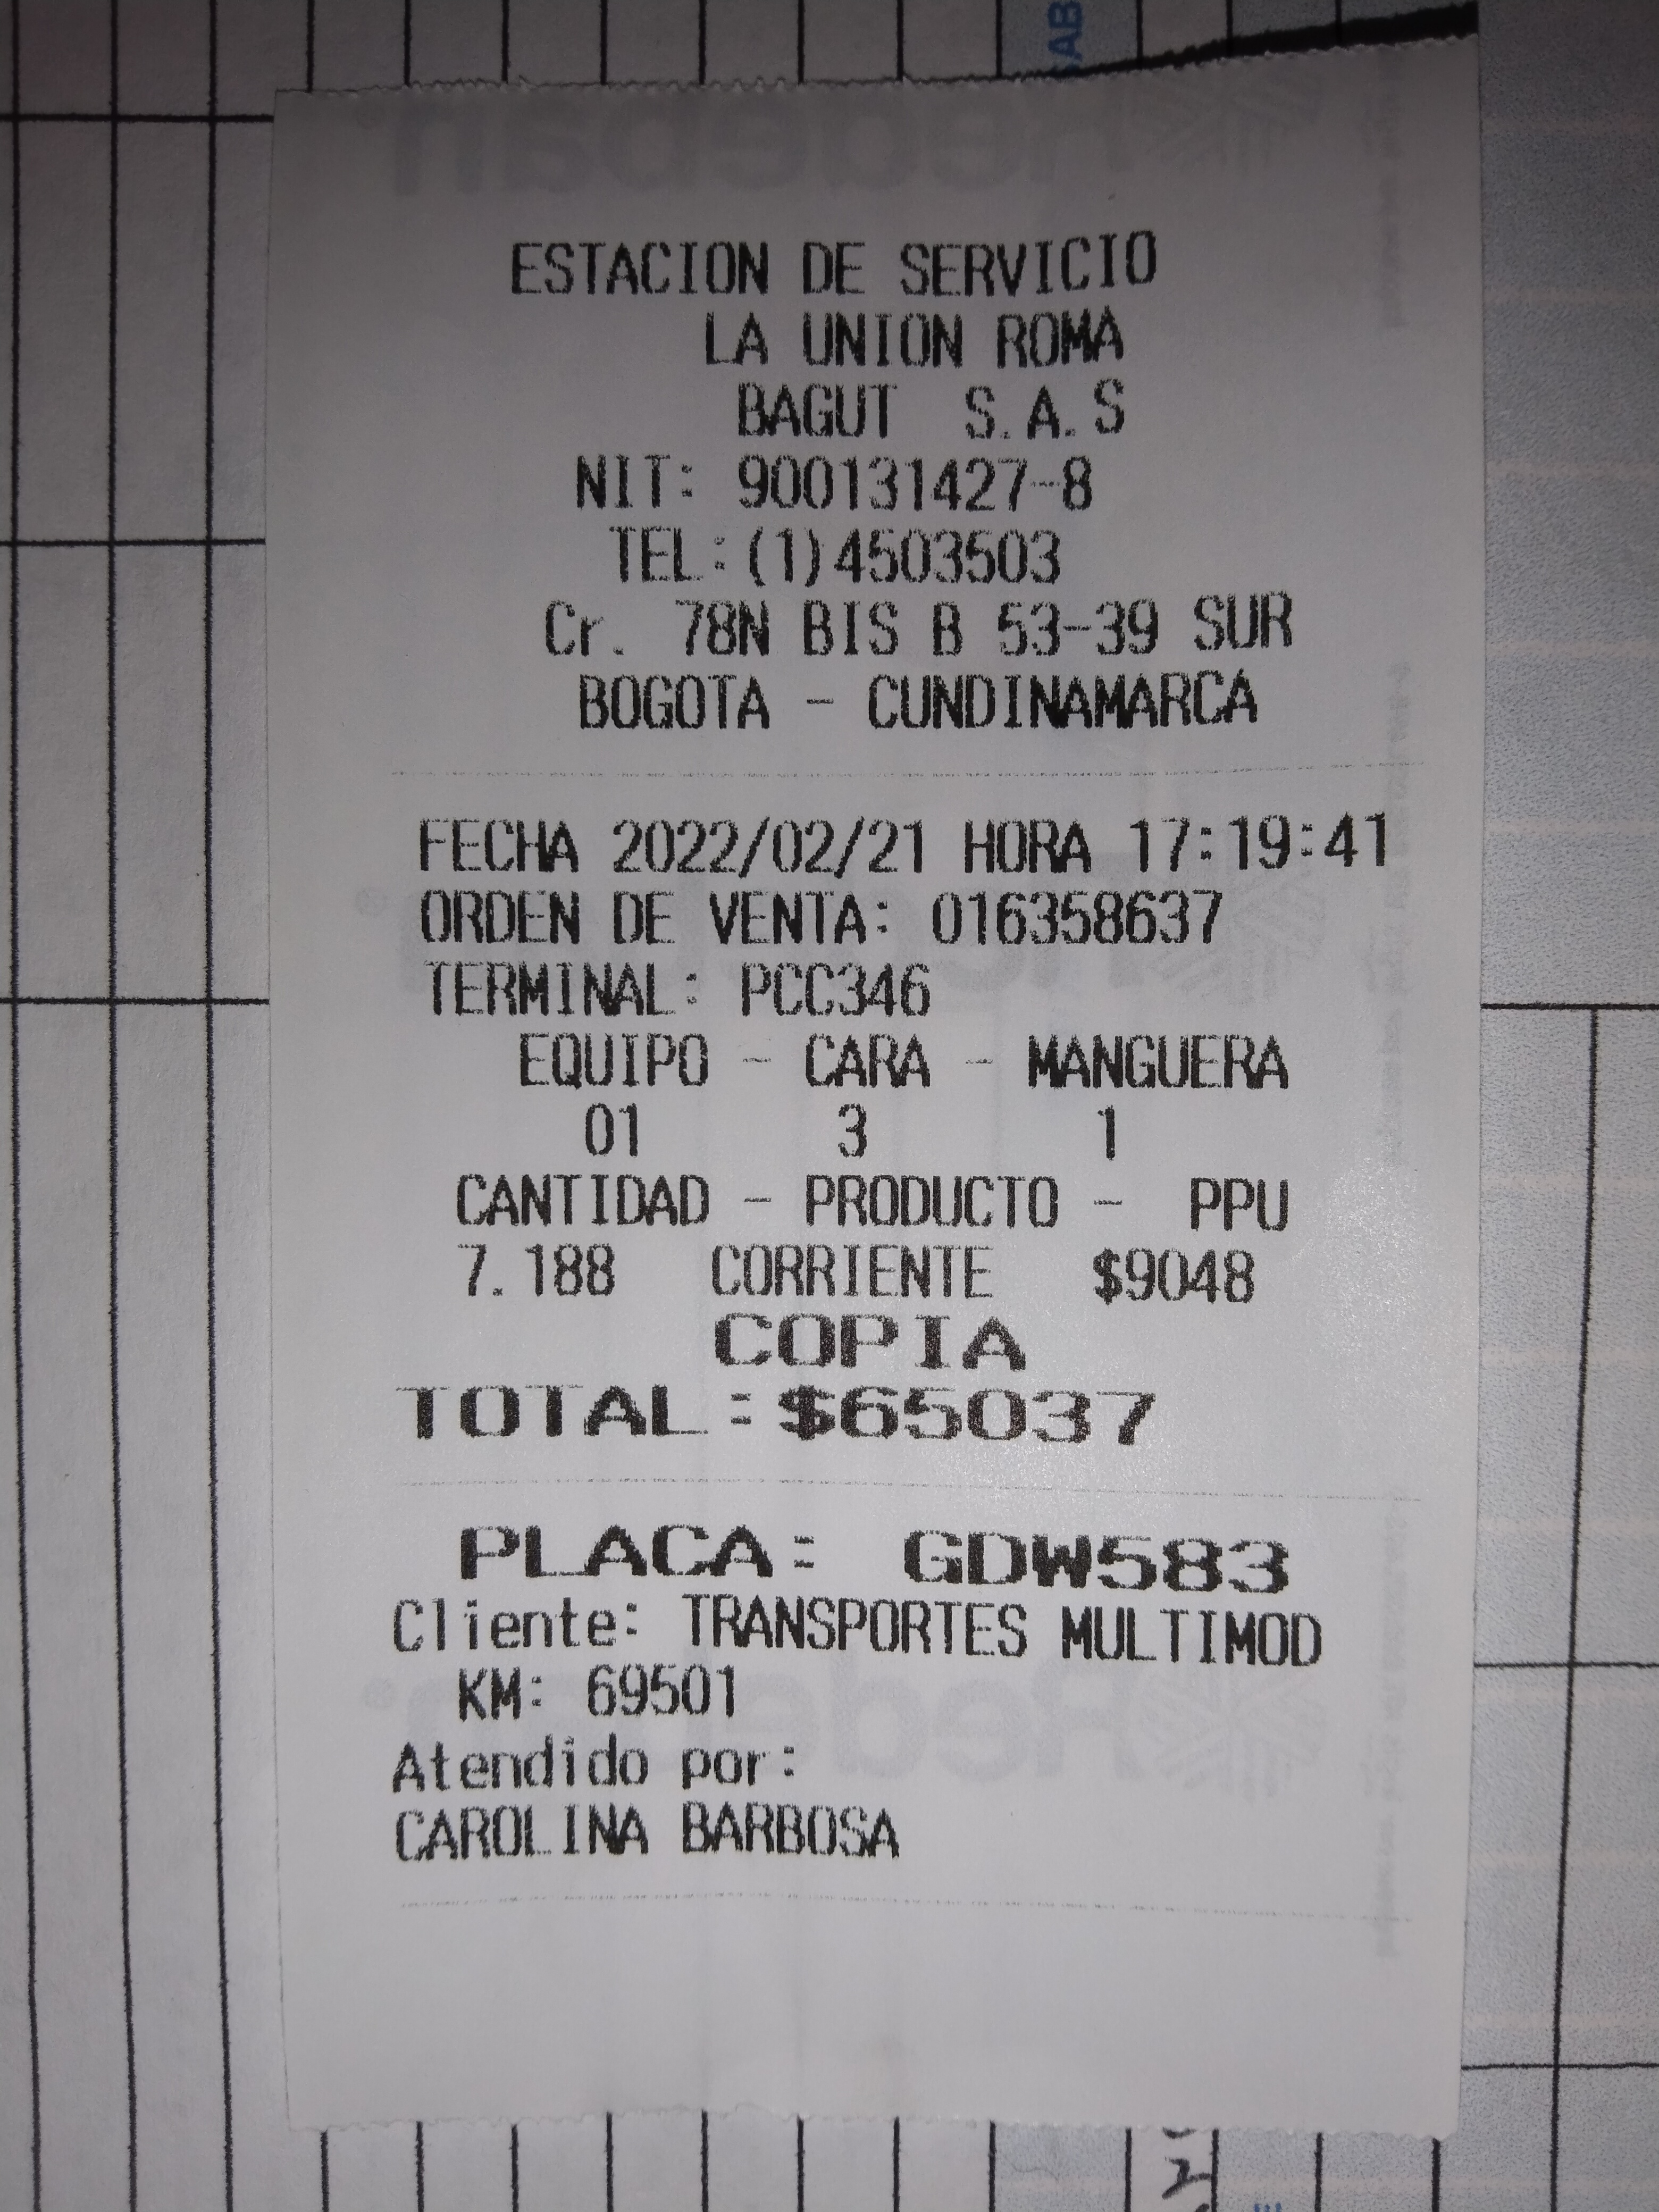 ESTACION DE SERVICIO
LA UNION ROMA
BAGUT S.A.S
NIT: 900131427-8
TEL:(1)4503503
Cr. 78N BIS B 53-39 SUR
BOGOTA - CUNDINAMARCA
FECHA 2022/02/21 HORA 17:19:41
ORDEN DE VENTA: 016358637
TERMINAL: PCC346
EQUIPO - CARA - MANGUERA
01 3 1
CANTIDAD - PRODUCTO - PPU
7.188 CORRIENTE $9048
COPIA
TOTAL:$65037
PLACA: GDW583
Cliente: TRANSPORTES MULTIMOD
KM: 69501
Atendido por:
CAROLINA BARBOSA